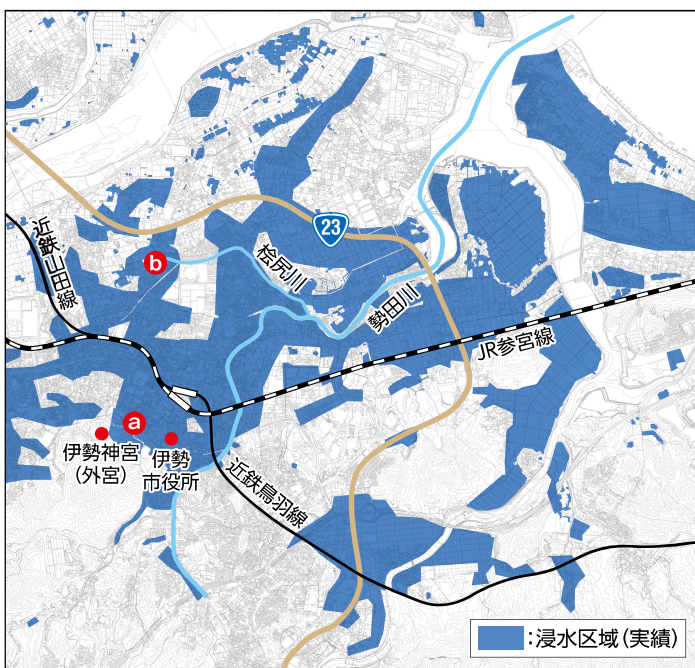 23
近鉄山田線
b
桧尻川
勢田川
JR参宮線
a
伊勢神宮
(外宮)
伊勢
市役所
近鉄鳥羽線
:浸水区域(実績)